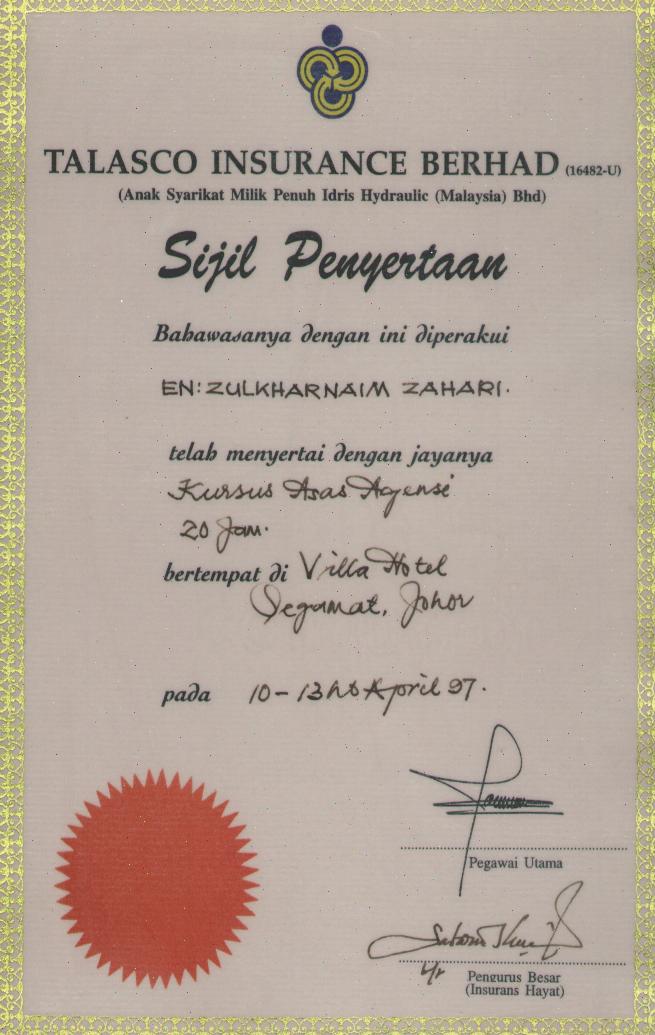 TALASCO INSURANCE BERHAD (16482-U)
(Anak Syarikat Milik Penuh Idris Hydraulic (Malaysia) Bhd)
Sijil Penyertaan
Bahawasanya dengan ini diperakui
EN: ZULKHARNAIM ZAHARI.
telah menyertai dengan jayanya
Kursus Asas Agensi
20 Jam.
bertempat di Villa Hotel
Segamat, Johor
pada 10 - 13hb April 97.
Pegawai Utama
Pengurus Besar
(Insurans Hayat)